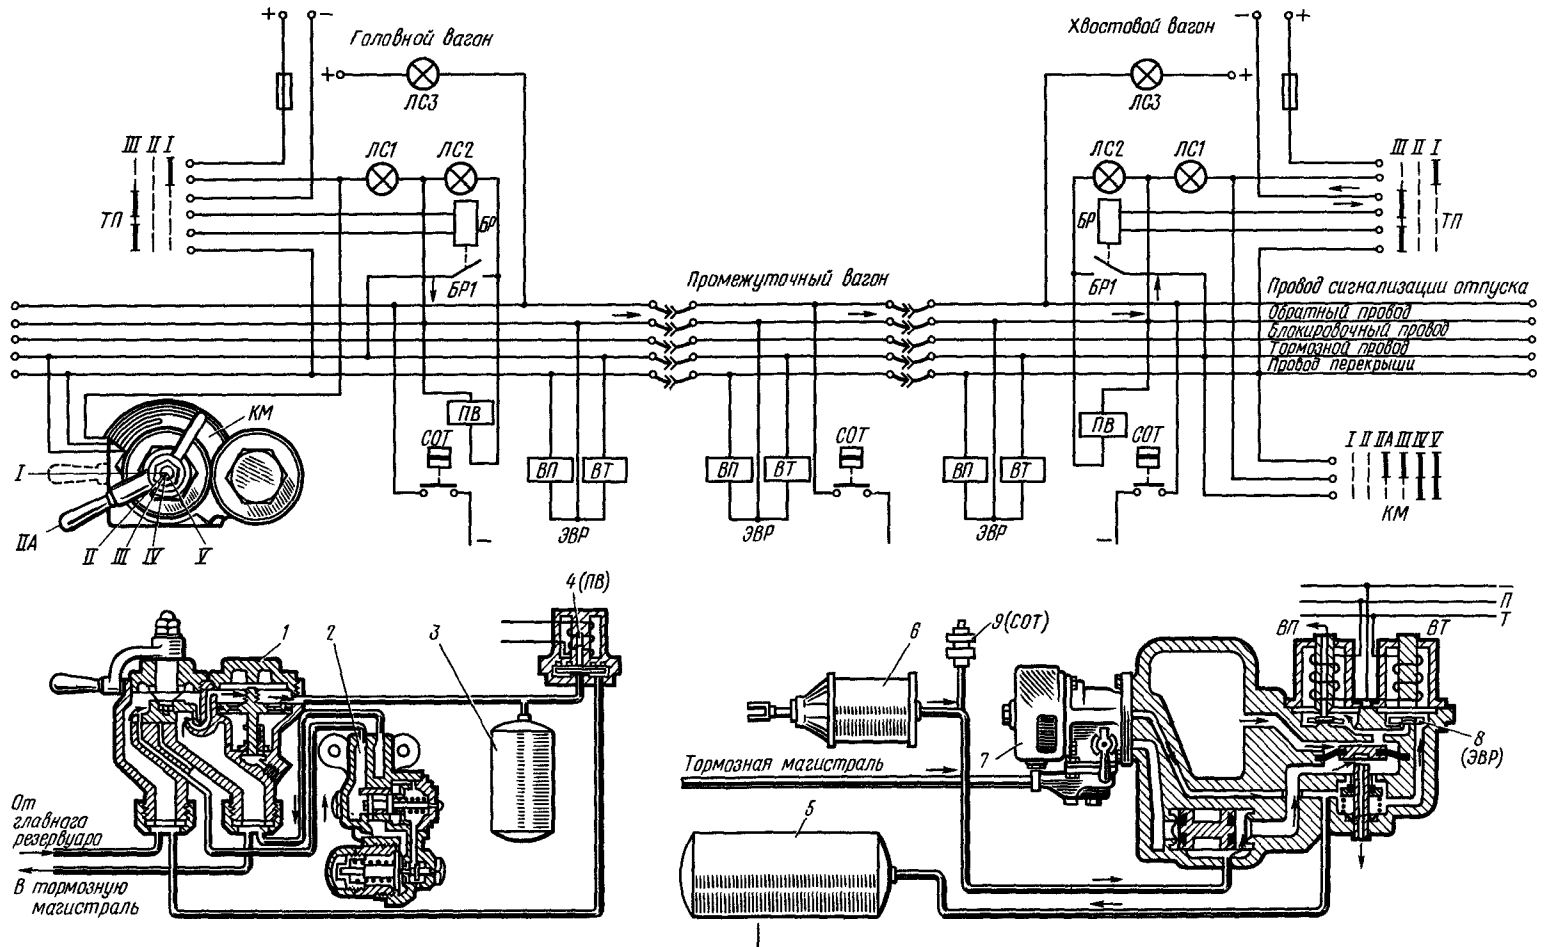 + −
Головной вагон
+
ЛС3
III II I
ЛС1
ЛС2
ТП
БР
БР1
Хвостовой вагон
− +
ЛС3
+
ЛС2
ЛС1
III II I
БР
ТП
БР1
Промежуточный вагон
Провод сигнализации отпуска
Обратный провод
Блокировочный провод
Тормозной провод
Провод перекрыши
КМ
I
IIА
II III IV V
ПВ
СОТ
−
ВП
ВТ
ЭВР
ВП
ВТ
ЭВР
СОТ
ВП
ВТ
ЭВР
ПВ
СОТ
−
I II IIА III IV V
КМ
1
2
3
4(ПВ)
От
главного
резервуара
В тормозную
магистраль
6
9(СОТ)
7
Тормозная магистраль
5
−
П
Т
ВП
ВТ
8
(ЭВР)